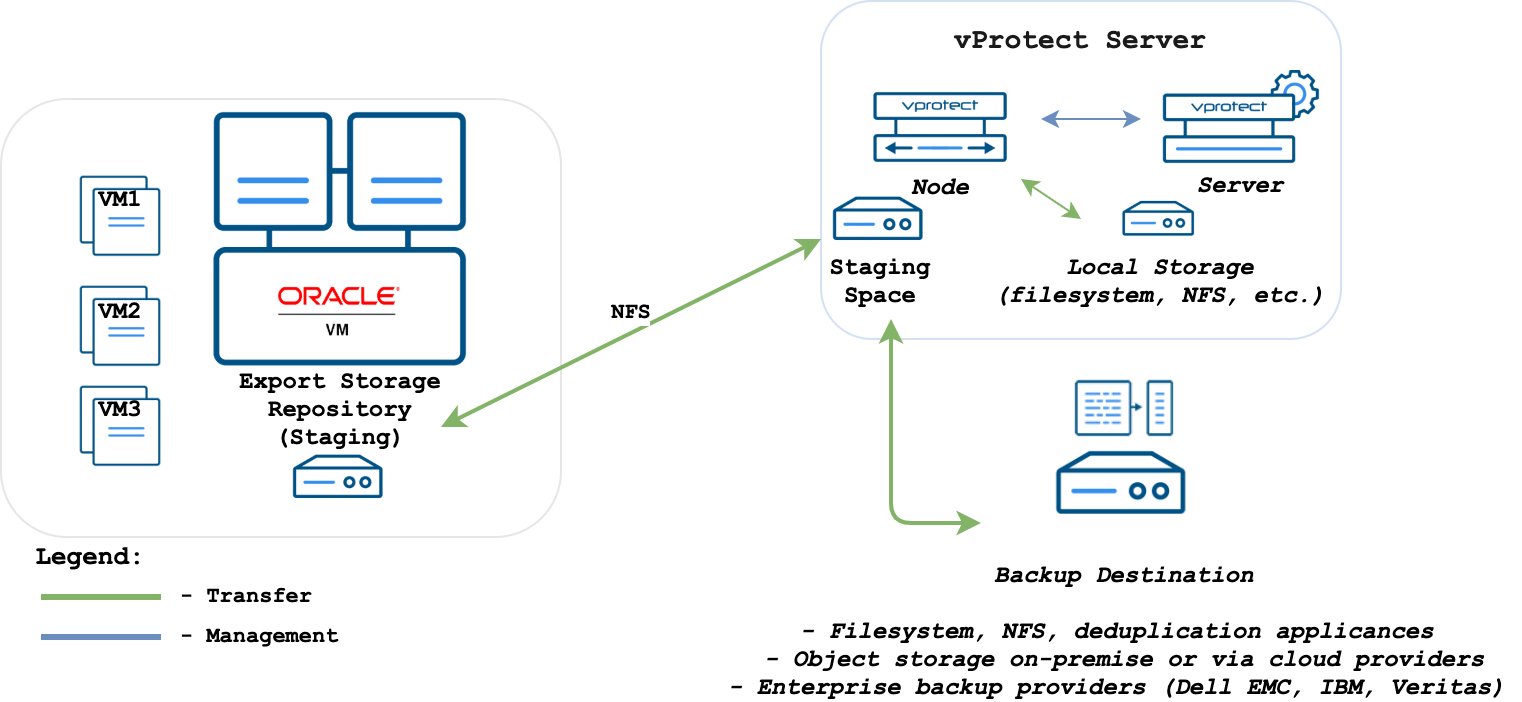 VM1
VM2
VM3
ORACLE
VM
Export Storage
Repository
(Staging)
NFS
vProtect Server
vprotect
Node
vprotect
Server
Staging
Space
Local Storage
(filesystem, NFS, etc.)
Legend:
- Transfer
- Management
Backup Destination
- Filesystem, NFS, deduplication applicances
- Object storage on-premise or via cloud providers
- Enterprise backup providers (Dell EMC, IBM, Veritas)